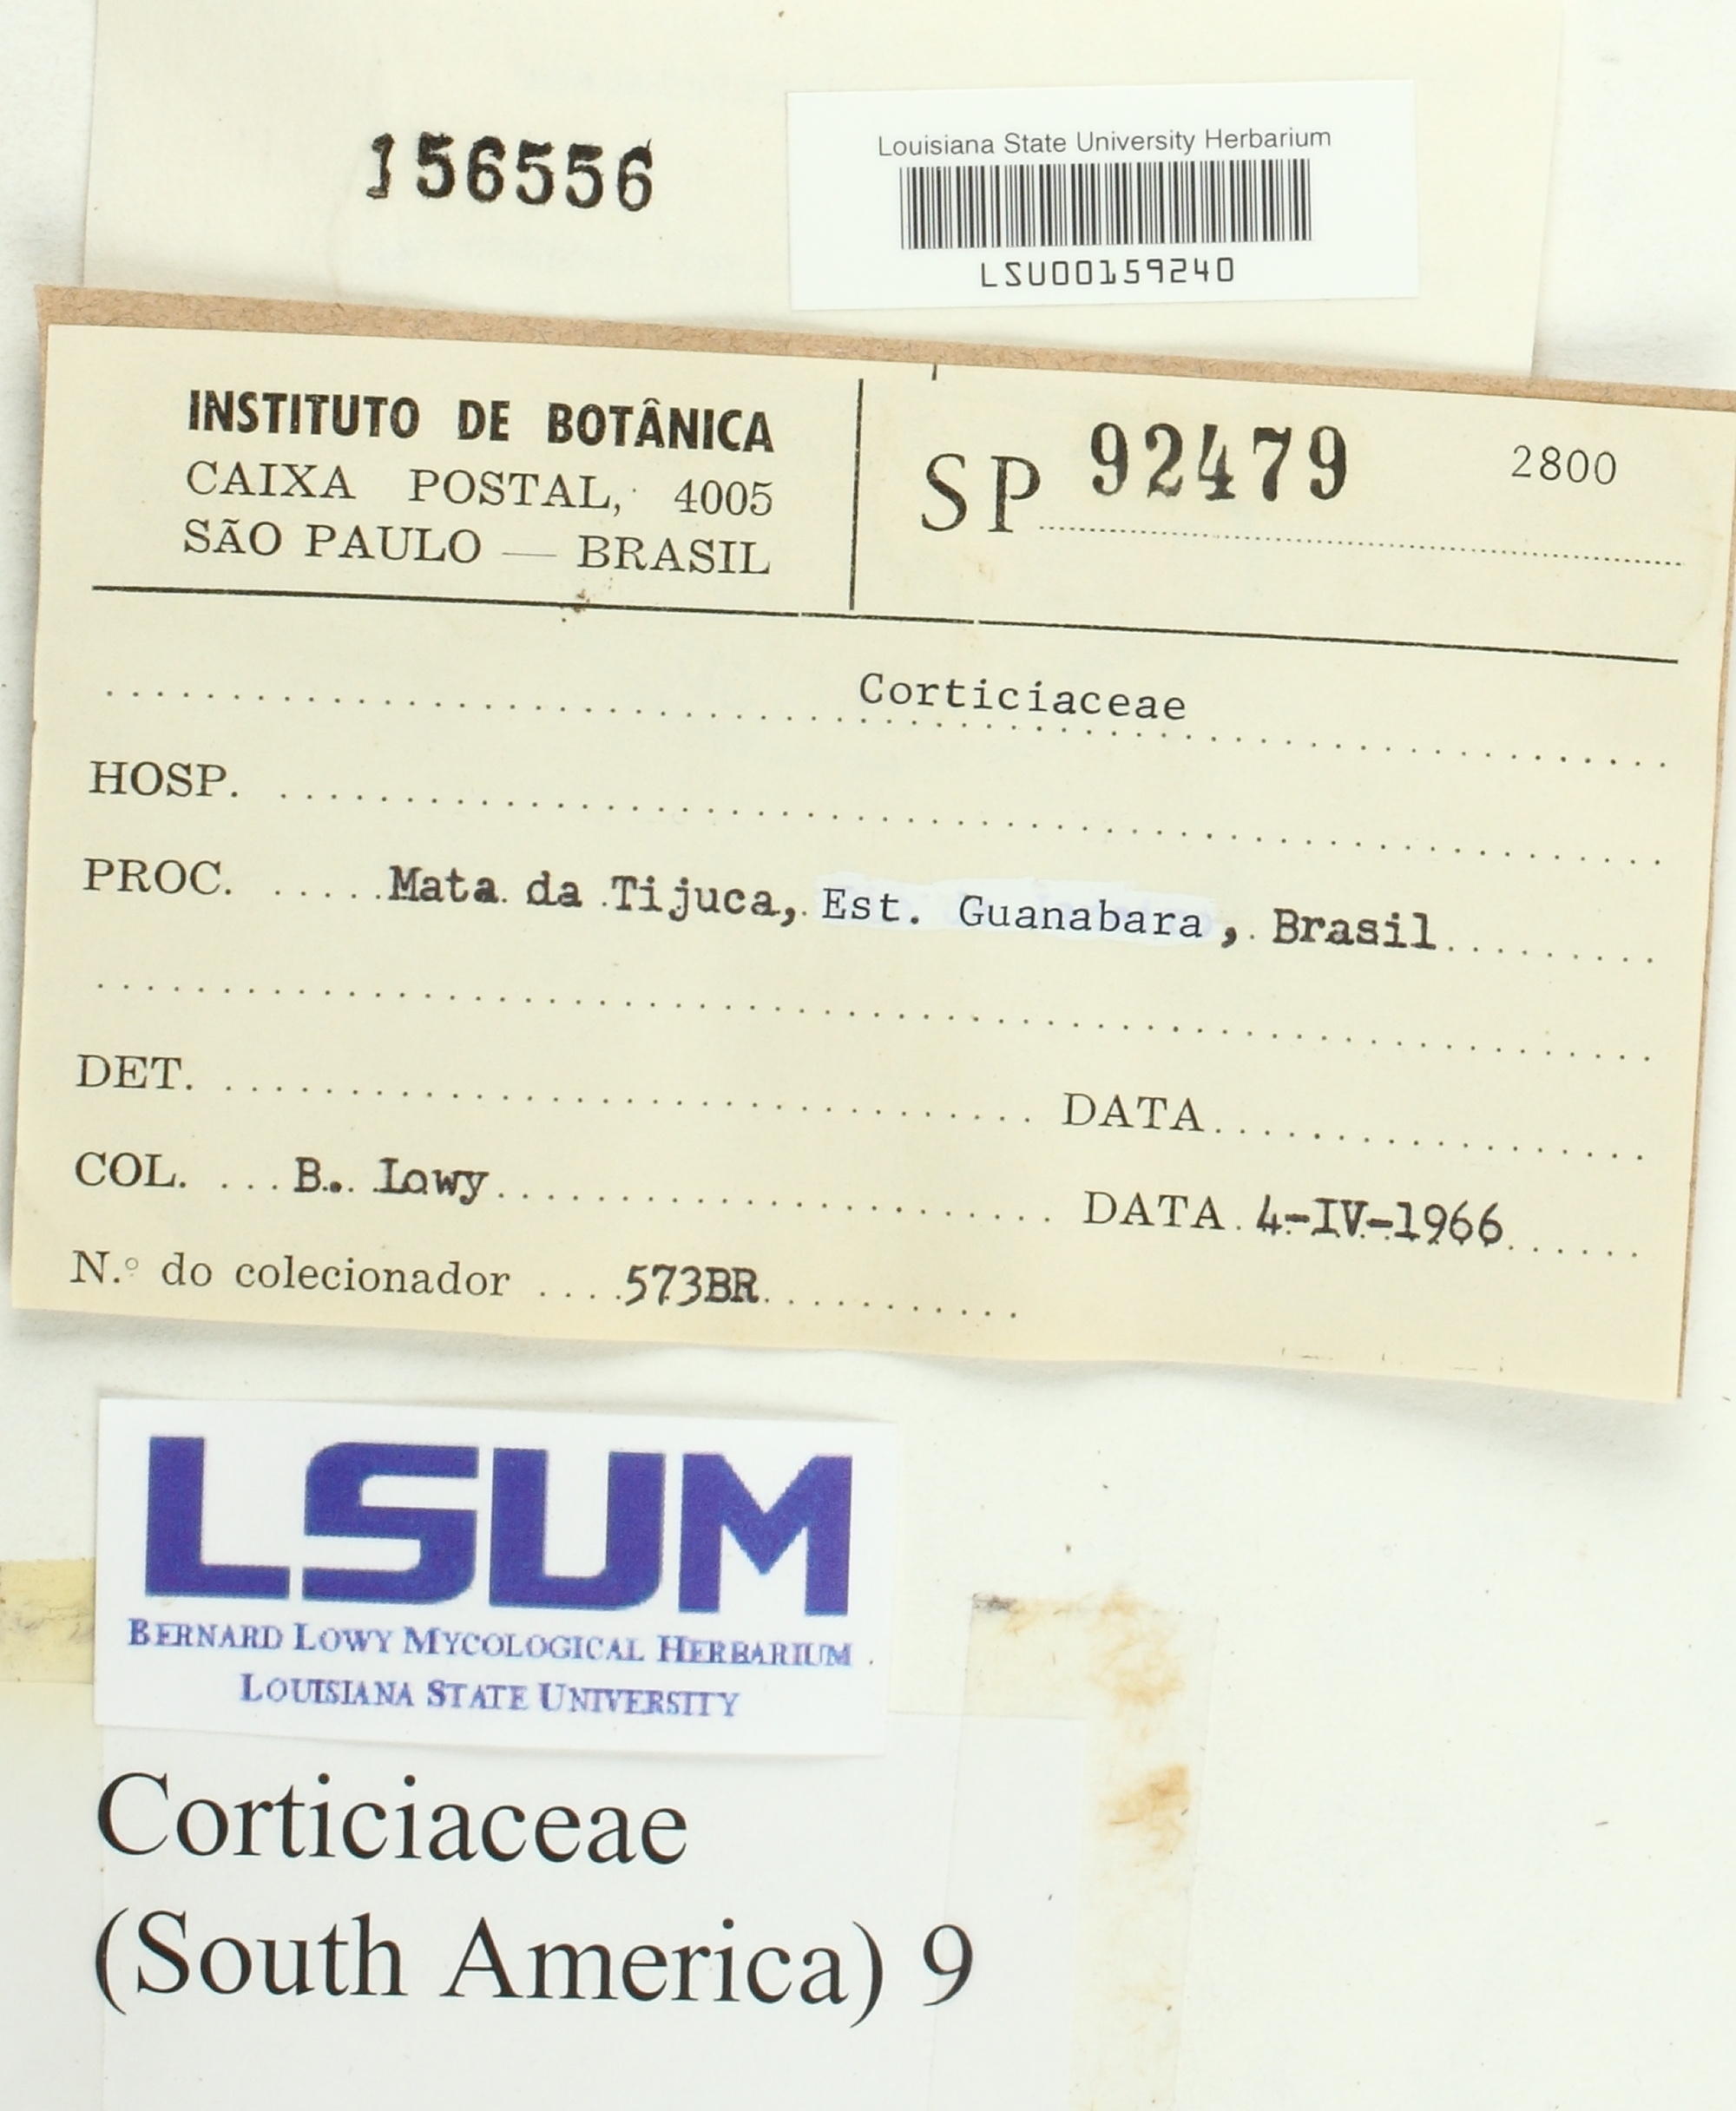 156556
Louisiana State University Herbarium
LSU00159240
INSTITUTO DE BOTÂNICA
CAIXA POSTAL, 4005
SÃO PAULO — BRASIL
SP 92479 2800
Corticiaceae
HOSP.
PROC. Mata da Tijuca, Est. Guanabara, Brasil
DET. DATA
COL. B. Lowy DATA 4-IV-1966
N.º do colecionador 573BR
LSUM
BERNARD LOWY MYCOLOGICAL HERBARIUM
LOUISIANA STATE UNIVERSITY
Corticiaceae
(South America) 9